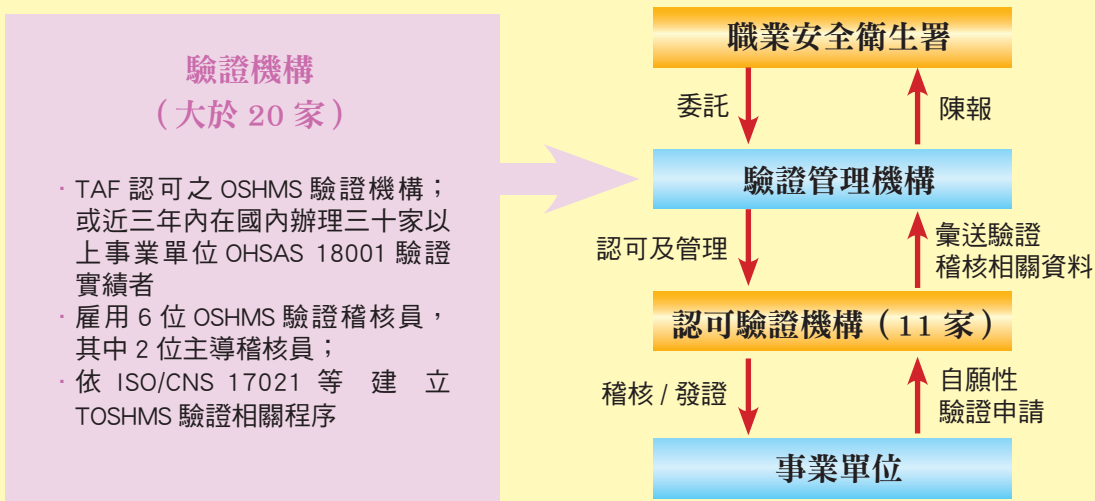 驗證機構
（大於 20 家）
· TAF 認可之 OSHMS 驗證機構；
或近三年內在國內辦理三十家以
上事業單位 OHSAS 18001 驗證
實績者
· 雇用 6 位 OSHMS 驗證稽核員，
其中 2 位主導稽核員；
· 依 ISO/CNS 17021 等 建 立
TOSHMS 驗證相關程序
職業安全衛生署
委託
陳報
驗證管理機構
認可及管理
彙送驗證
稽核相關資料
認可驗證機構（11 家）
稽核 / 發證
自願性
驗證申請
事業單位